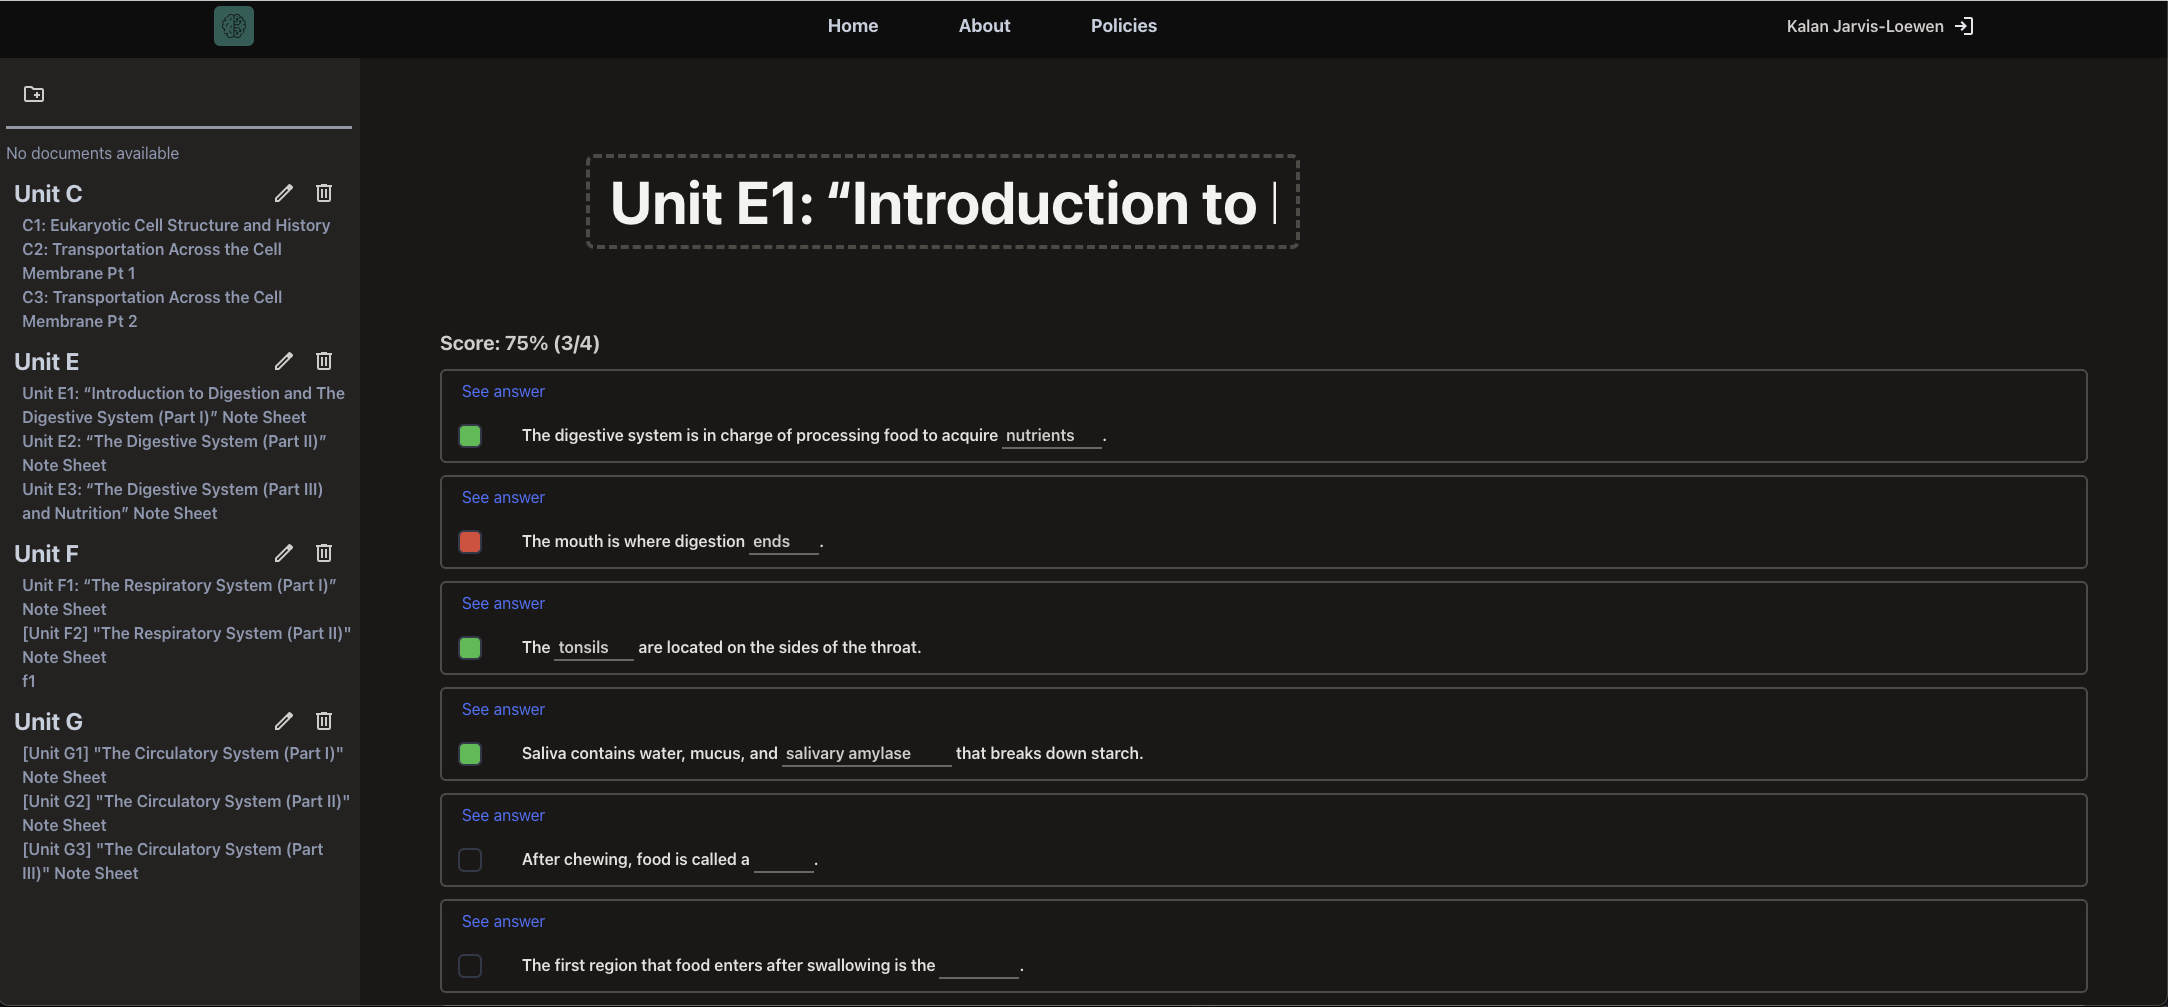 Home About Policies Kalan Jarvis-Loewen
No documents available
Unit C
C1: Eukaryotic Cell Structure and History
C2: Transportation Across the Cell
Membrane Pt 1
C3: Transportation Across the Cell
Membrane Pt 2
Unit E
Unit E1: “Introduction to Digestion and The
Digestive System (Part I)” Note Sheet
Unit E2: “The Digestive System (Part II)”
Note Sheet
Unit E3: “The Digestive System (Part III)
and Nutrition” Note Sheet
Unit F
Unit F1: “The Respiratory System (Part I)”
Note Sheet
[Unit F2] "The Respiratory System (Part II)"
Note Sheet
f1
Unit G
[Unit G1] "The Circulatory System (Part I)"
Note Sheet
[Unit G2] "The Circulatory System (Part II)"
Note Sheet
[Unit G3] "The Circulatory System (Part
III)" Note Sheet
Unit E1: “Introduction to
Score: 75% (3/4)
See answer
The digestive system is in charge of processing food to acquire nutrients .
See answer
The mouth is where digestion ends .
See answer
The tonsils are located on the sides of the throat.
See answer
Saliva contains water, mucus, and salivary amylase that breaks down starch.
See answer
After chewing, food is called a ______.
See answer
The first region that food enters after swallowing is the ________.